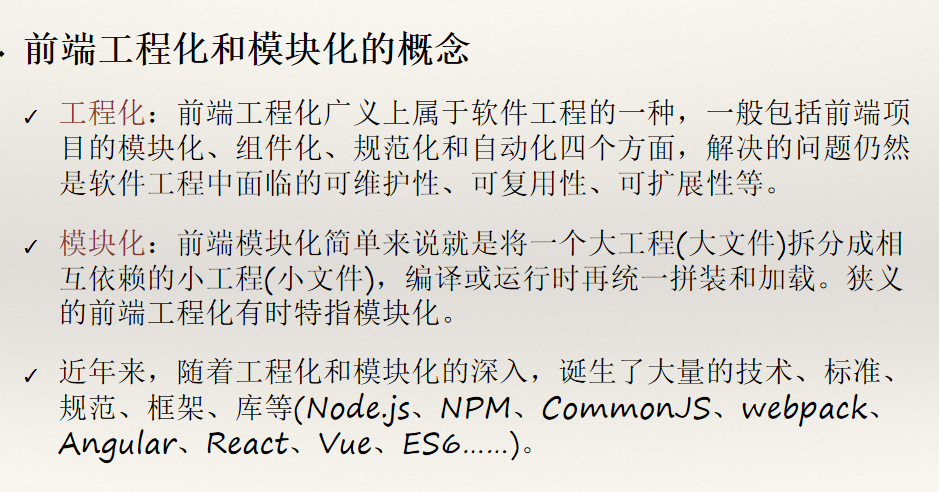 前端工程化和模块化的概念
✓ 工程化：前端工程化广义上属于软件工程的一种，一般包括前端项
目的模块化、组件化、规范化和自动化四个方面，解决的问题仍然
是软件工程中面临的可维护性、可复用性、可扩展性等。
✓ 模块化：前端模块化简单来说就是将一个大工程(大文件)拆分成相
互依赖的小工程(小文件)，编译或运行时再统一拼装和加载。狭义
的前端工程化有时特指模块化。
✓ 近年来，随着工程化和模块化的深入，诞生了大量的技术、标准、
规范、框架、库等(Node.js、NPM、CommonJS、webpack、
Angular、React、Vue、ES6……)。